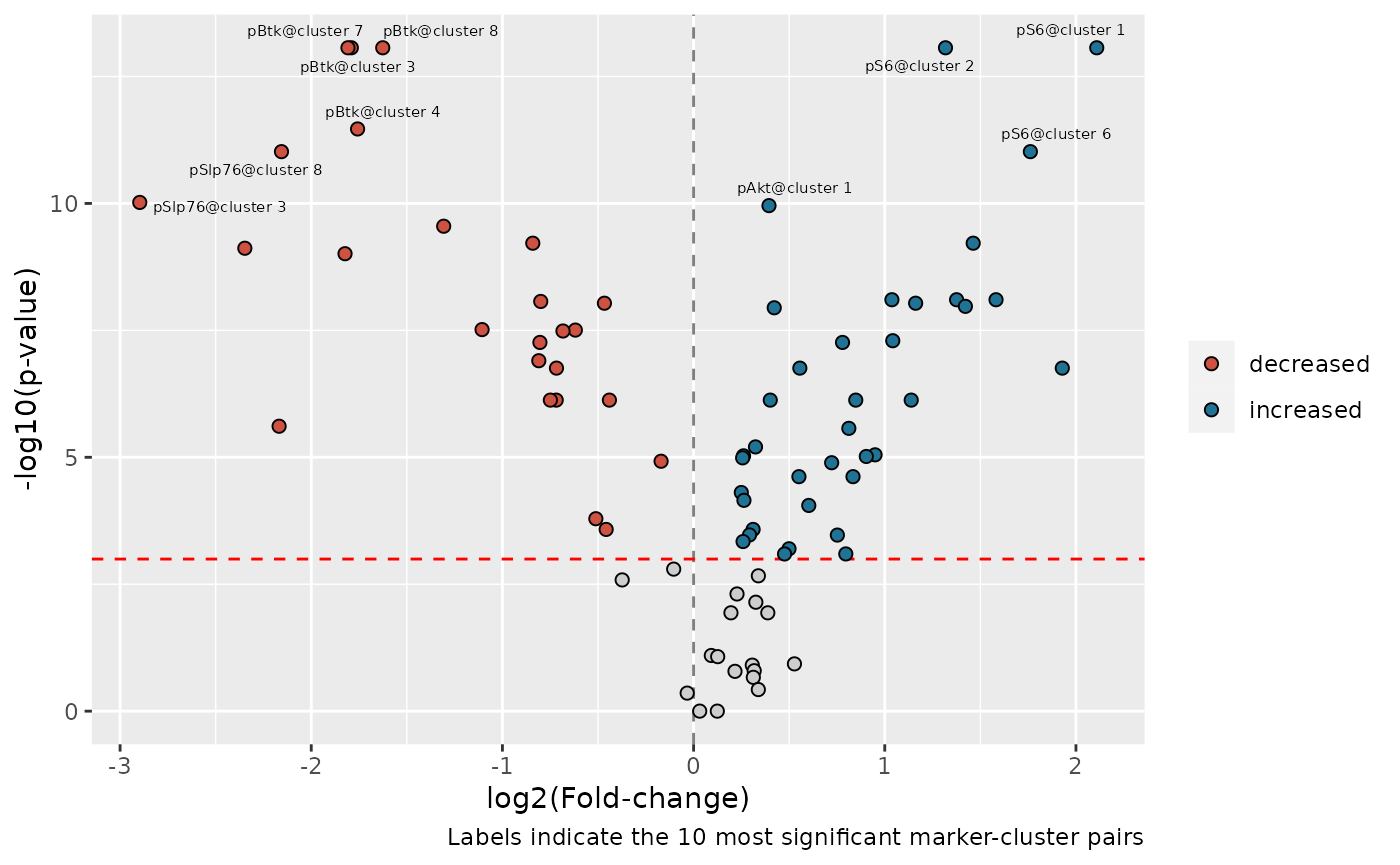 pBtk@cluster 7
pBtk@cluster 8
pS6@cluster 1
pBtk@cluster 3
pS6@cluster 2
pBtk@cluster 4
pS6@cluster 6
pSlp76@cluster 8
pAkt@cluster 1
pSlp76@cluster 3
10
5
0
-log10(p-value)
-3 -2 -1 0 1 2
log2(Fold-change)
decreased
increased
Labels indicate the 10 most significant marker-cluster pairs